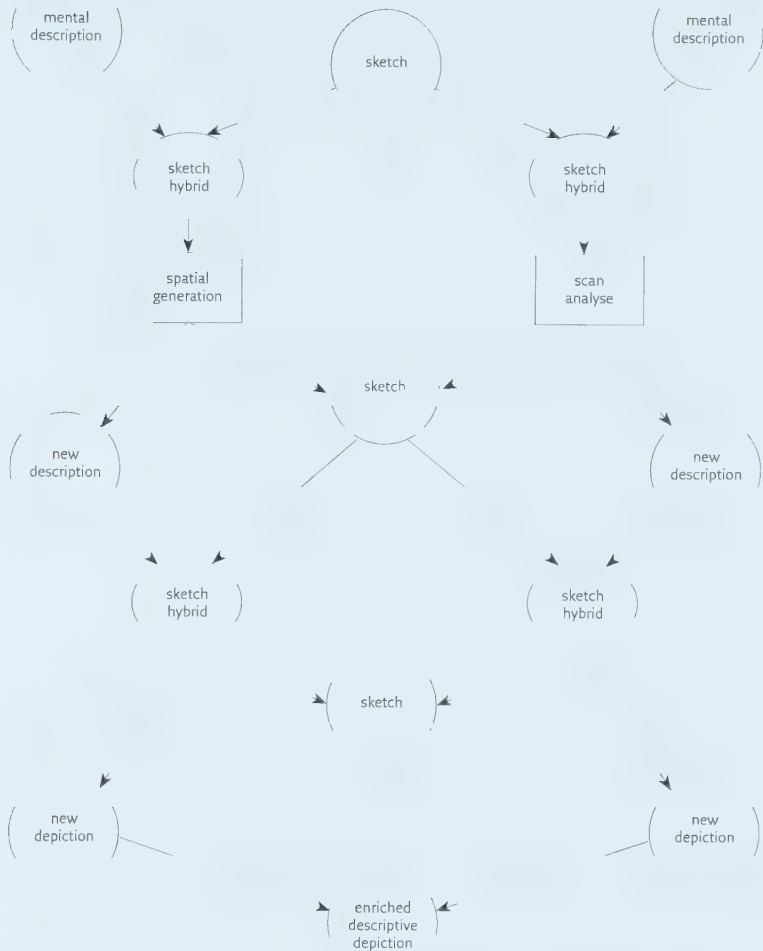 mental
description
sketch
mental
description
sketch
hybrid
sketch
hybrid
spatial
generation
scan
analyse
sketch
new
description
new
description
sketch
hybrid
sketch
hybrid
sketch
new
depiction
new
depiction
enriched
descriptive
depiction